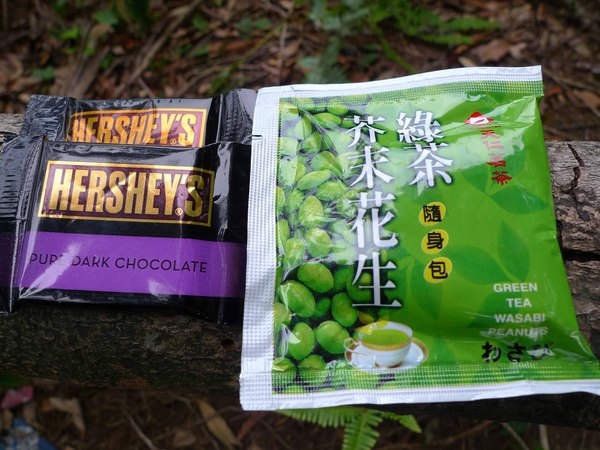 HERSHEY'S
HERSHEY'S
PURE DARK CHOCOLATE
綠茶
芥末花生
隨身包
GREEN
TEA
WASABI
PEANUTS
わさび